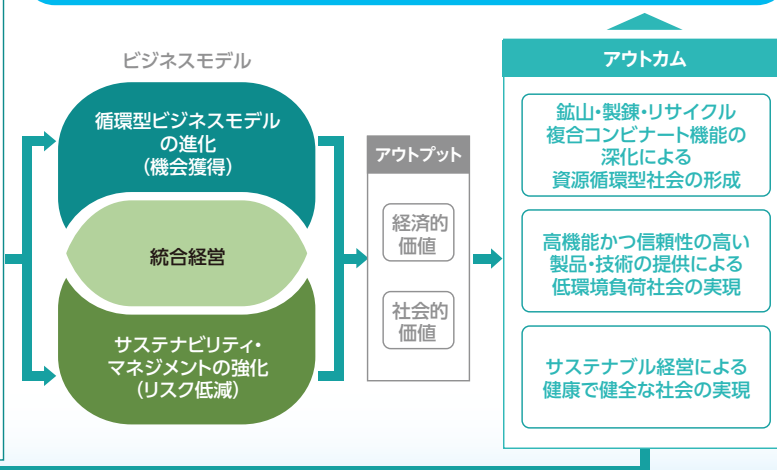 ビジネスモデル
循環型ビジネスモデル
の進化
（機会獲得）
統合経営
サステナビリティ・
マネジメントの強化
（リスク低減）
アウトプット
経済的
価値
社会的
価値
アウトカム
鉱山・製錬・リサイクル
複合コンビナート機能の
深化による
資源循環型社会の形成
高機能かつ信頼性の高い
製品・技術の提供による
低環境負荷社会の実現
サステナブル経営による
健康で健全な社会の実現